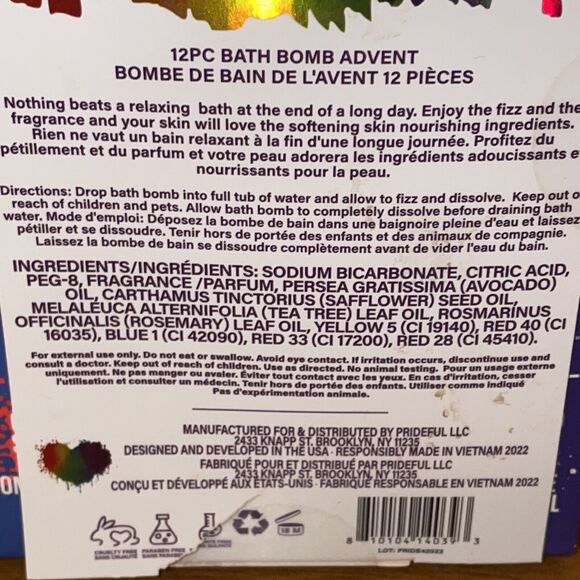 12PC BATH BOMB ADVENT
BOMBE DE BAIN DE L'AVENT 12 PIÈCES
Nothing beats a relaxing bath at the end of a long day. Enjoy the fizz and the
fragrance and your skin will love the softening skin nourishing ingredients.
Rien ne vaut un bain relaxant à la fin d'une longue journée. Profitez du
pétillement et du parfum et votre peau adorera les ingrédients adoucissants e
nourrissants pour la peau.
Directions: Drop bath bomb into full tub of water and allow to fizz and dissolve. Keep out o
reach of children and pets. Allow bath bomb to completely dissolve before draining bath
water. Mode d'emploi: Déposez la bombe de bain dans une baignoire pleine d'eau et laissez
pétiller et se dissoudre. Tenir hors de portée des enfants et des animaux de compagnie.
Laissez la bombe de bain se dissoudre complètement avant de vider l'eau du bain.
INGREDIENTS/INGRÉDIENTS: SODIUM BICARBONATE, CITRIC ACID,
PEG-8, FRAGRANCE /PARFUM, PERSEA GRATISSIMA (AVOCADO)
OIL, CARTHAMUS TINCTORIUS (SAFFLOWER) SEED OIL,
MELALEUCA ALTERNIFOLIA (TEA TREE) LEAF OIL, ROSMARINUS
OFFICINALIS (ROSEMARY) LEAF OIL, YELLOW 5 (CI 19140), RED 40 (CI
16035), BLUE 1 (CI 42090), RED 33 (CI 17200), RED 28 (CI 45410).
For external use only. Do not eat or swallow. Avoid eye contact. If irritation occurs, discontinue use and
consult a doctor. Keep out of reach of children. Use as directed. No animal testing. Pour un usage externe
uniquement. Ne pas manger ou avaler. Éviter tout contact avec les yeux. En cas d'irritation, cesser
l'utilisation et consulter un médecin. Tenir hors de portée des enfants. Utiliser comme indiqué
Pas d'expérimentation animale.
MANUFACTURED FOR & DISTRIBUTED BY PRIDEFUL LLC
2433 KNAPP ST. BROOKLYN, NY 11235
DESIGNED AND DEVELOPED IN THE USA · RESPONSIBLY MADE IN VIETNAM 2022
FABRIQUÉ POUR ET DISTRIBUÉ PAR PRIDEFUL LLC
2433 KNAPP ST. BROOKLYN, NY 11235
CONÇU ET DÉVELOPPÉ AUX ÉTATS-UNIS · FABRIQUÉ RESPONSABLE EN VIETNAM 2022
CRUELTY FREE
SANS CRUAUTÉ
PARABEN FREE
18 M
8 10104 14039 3
LOT: PRIDE42023